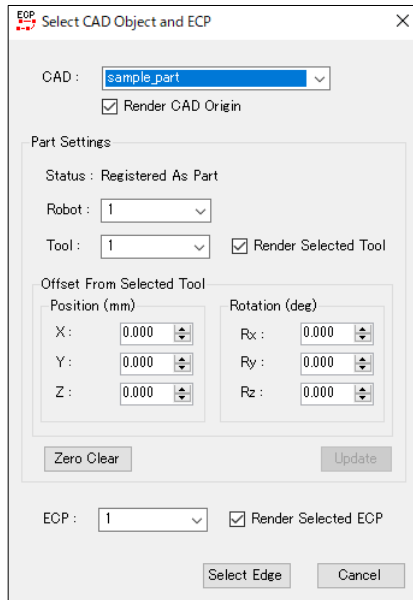 ECP Select CAD Object and ECP
CAD : sample_part
Render CAD Origin
Part Settings
Status : Registered As Part
Robot : 1
Tool : 1 Render Selected Tool
Offset From Selected Tool
Position (mm) Rotation (deg)
X : 0.000 Rx : 0.000
Y : 0.000 Ry : 0.000
Z : 0.000 Rz : 0.000
Zero Clear Update
ECP : 1 Render Selected ECP
Select Edge Cancel